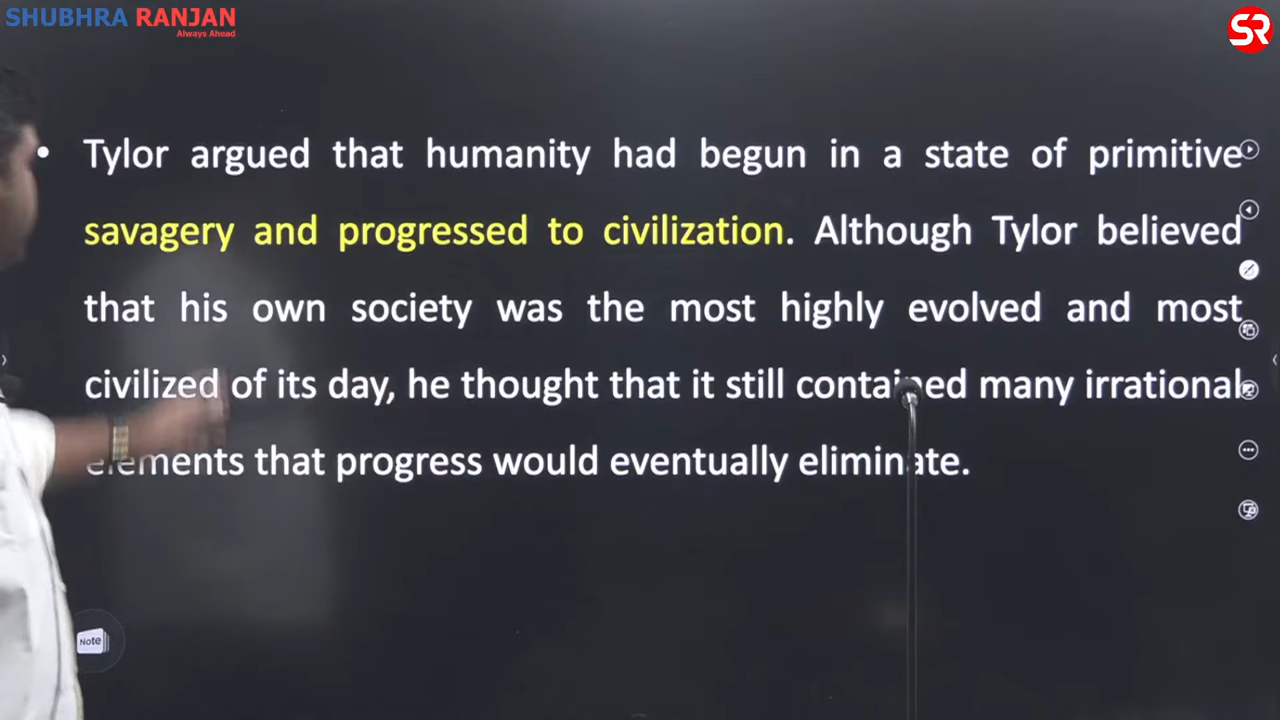 SHUBHRA RANJAN
Always Ahead
SR
• Tylor argued that humanity had begun in a state of primitive
savagery and progressed to civilization. Although Tylor believed
that his own society was the most highly evolved and most
civilized of its day, he thought that it still contained many irrational
elements that progress would eventually eliminate.
Note